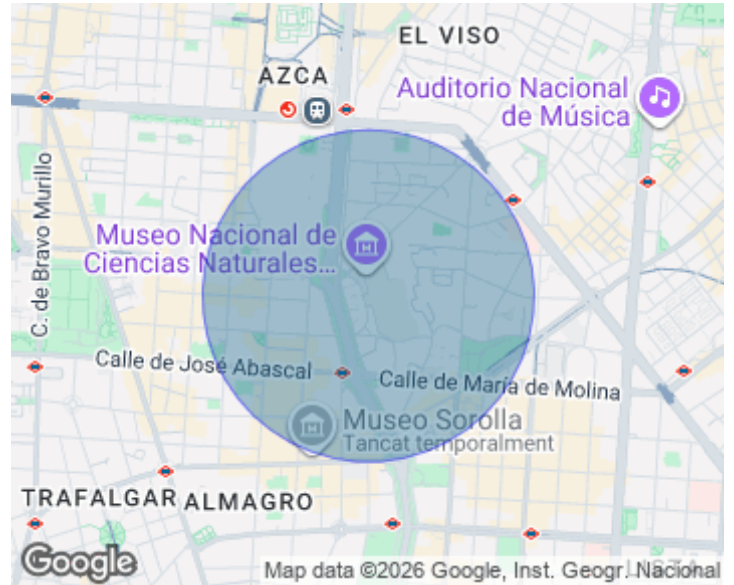 EL VISO
AZCA
Auditorio Nacional
de Música
C. de Bravo Murillo
Museo Nacional de
Ciencias Naturales...
Calle de José Abascal
Calle de María de Molina
Museo Sorolla
Tancat temporalment
TRAFALGAR
ALMAGRO
Google
Map data ©2026 Google, Inst. Geogr. Nacional